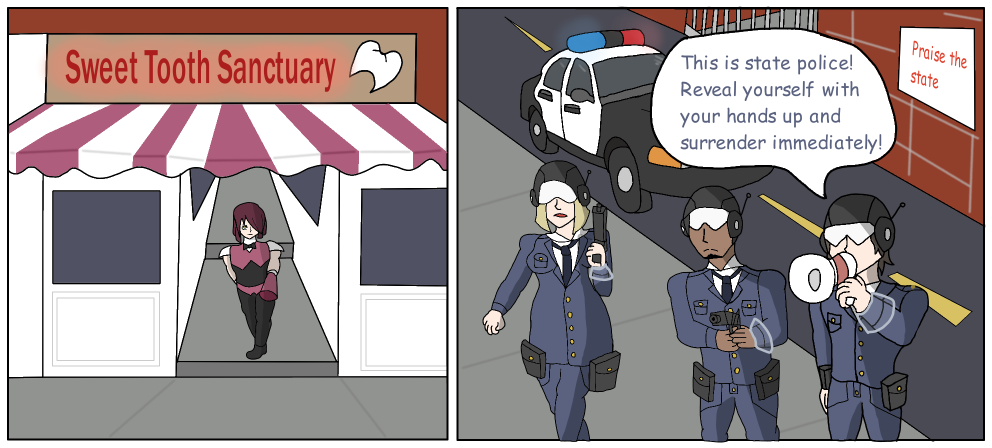 Sweet Tooth Sanctuary
This is state police!
Reveal yourself with
your hands up and
surrender immediately!
Praise the
state